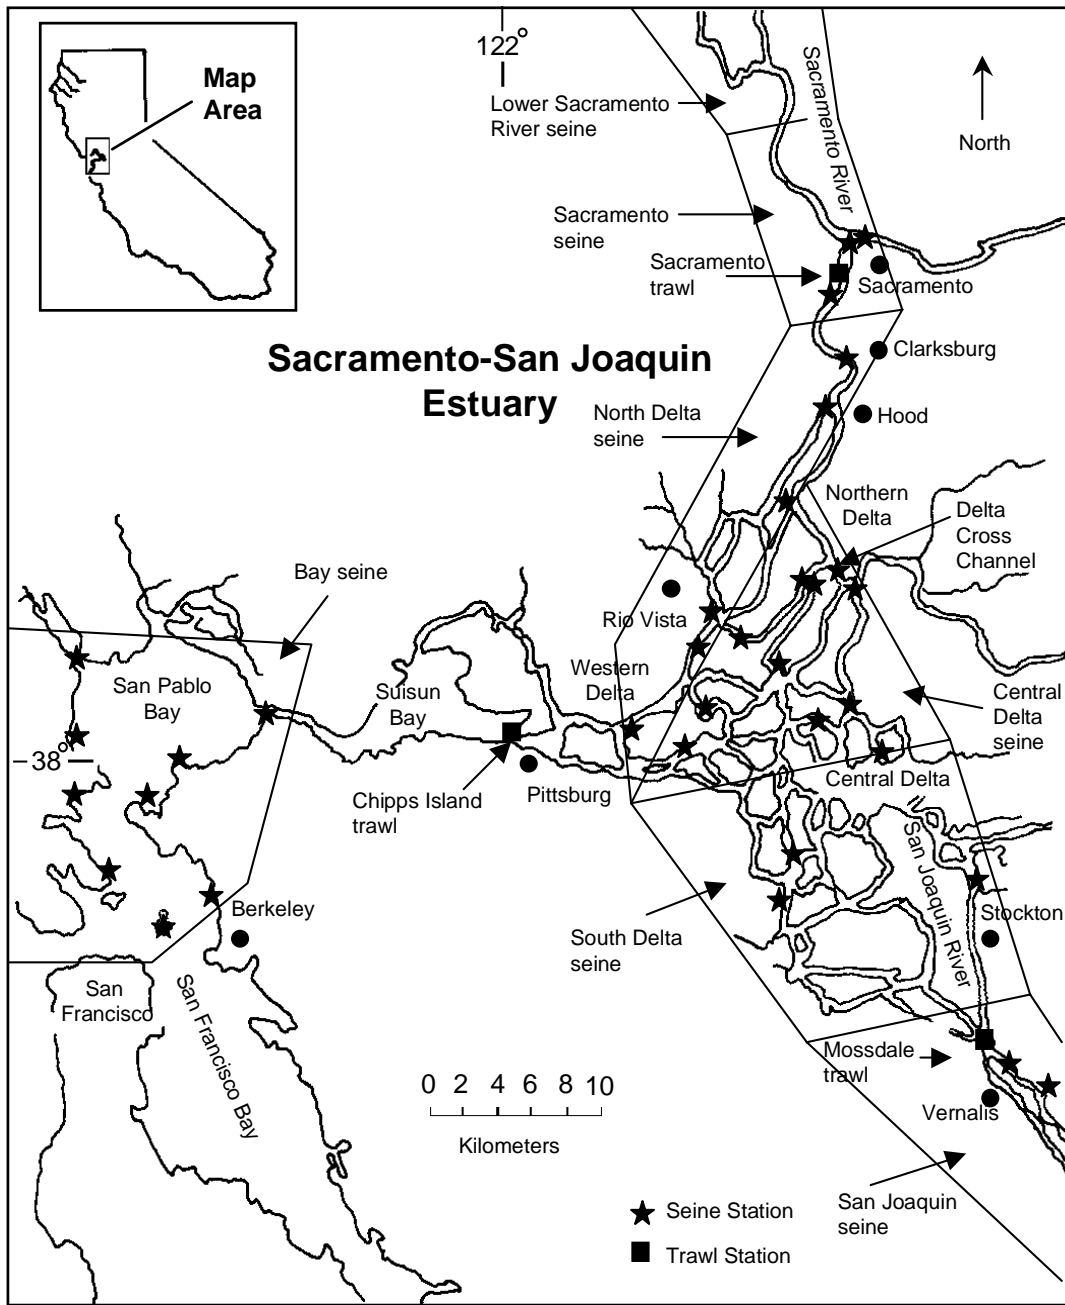 122°
Map
Area
Sacramento River
Lower Sacramento
River seine
North
Sacramento
seine
Sacramento
trawl
Sacramento
Sacramento-San Joaquin
Estuary
Clarksburg
North Delta
seine
Hood
Northern
Delta
Delta
Cross
Channel
Bay seine
Rio Vista
San Pablo
Bay
Suisun
Bay
Western
Delta
Central
Delta
seine
38°
Chipps Island
trawl
Pittsburg
Central Delta
San Joaquin River
Berkeley
Stockton
South Delta
seine
San
Francisco
San Francisco Bay
Mossdale
trawl
0 2 4 6 8 10
Kilometers
Vernalis
San Joaquin
seine
Seine Station
Trawl Station